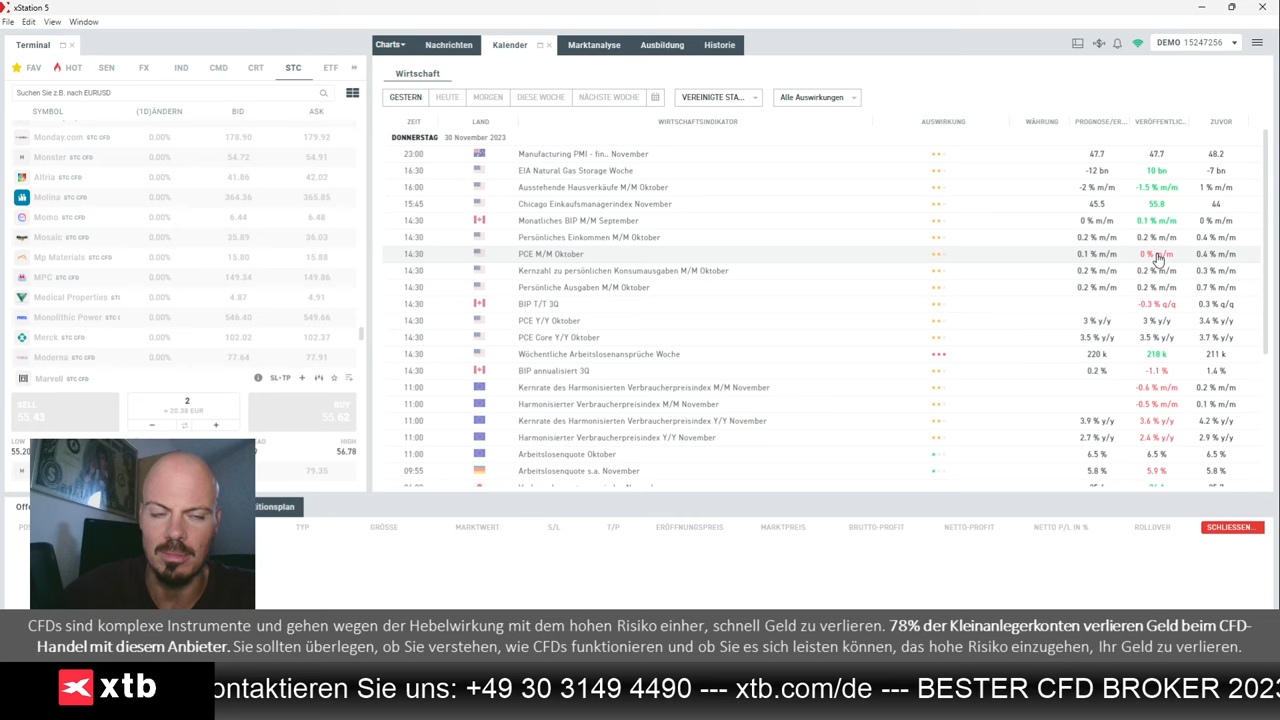 xStation 5
File Edit View Window
Terminal
FAV HOT SEN FX IND CMD CRT STC ETF
Suchen Sie z.B. nach EURUSD
SYMBOL (1D)ÄNDERN BID ASK
Monday.com STC CFD 0.00% 178.90 179.92
Monster STC CFD 0.00% 54.72 54.91
Altria STC CFD 0.00% 41.86 42.02
Molina STC CFD 0.00% 364.36 365.85
Momo STC CFD 0.00% 6.44 6.48
Mosaic STC CFD 0.00% 35.89 36.03
Mp Materials STC CFD 0.00% 15.74 15.84
MPC STC CFD 0.00% 149.34 149.86
Medical Properties 0.00% 4.87 4.91
Monolithic Power 0.00% 546.40 549.66
Merck STC CFD 0.00% 102.02 102.37
Moderna STC CFD 0.00% 77.64 77.91
Marvell STC CFD SL+TP
SELL 55.43
2
≈ 20.38 EUR
BUY 55.62
LOW
55.20
HIGH
56.78
79.35
Charts Nachrichten Kalender Marktanalyse Ausbildung Historie
DEMO 15247256
Wirtschaft
GESTERN HEUTE MORGEN DIESE WOCHE NÄCHSTE WOCHE VEREINIGTE STA... Alle Auswirkungen
ZEIT LAND WIRTSCHAFTSINDIKATOR AUSWIRKUNG WÄHRUNG PROGNOSE/ER... VERÖFFENTLIC... ZUVOR
DONNERSTAG 30 November 2023
23:00 Manufacturing PMI - fin.. November 47.7 47.7 48.2
16:30 EIA Natural Gas Storage Woche -12 bn 10 bn -7 bn
16:00 Ausstehende Hausverkäufe M/M Oktober -2 % m/m -1.5 % m/m 1 % m/m
15:45 Chicago Einkaufsmanagerindex November 45.5 55.8 44
14:30 Monatliches BIP M/M September 0 % m/m 0.1 % m/m 0 % m/m
14:30 Persönliches Einkommen M/M Oktober 0.2 % m/m 0.2 % m/m 0.4 % m/m
14:30 PCE M/M Oktober 0.1 % m/m 0 % m/m 0.4 % m/m
14:30 Kernzahl zu persönlichen Konsumausgaben M/M Oktober 0.2 % m/m 0.2 % m/m 0.3 % m/m
14:30 Persönliche Ausgaben M/M Oktober 0.2 % m/m 0.2 % m/m 0.7 % m/m
14:30 BIP T/T 3Q -0.3 % q/q 0.3 % q/q
14:30 PCE Y/Y Oktober 3 % y/y 3 % y/y 3.4 % y/y
14:30 PCE Core Y/Y Oktober 3.5 % y/y 3.5 % y/y 3.7 % y/y
14:30 Wöchentliche Arbeitslosenansprüche Woche 220 k 218 k 211 k
14:30 BIP annualisiert 3Q 0.2 % -1.1 % 1.4 %
11:00 Kernrate des Harmonisierten Verbraucherpreisindex M/M November -0.6 % m/m 0.2 % m/m
11:00 Harmonisierter Verbraucherpreisindex M/M November -0.5 % m/m 0.1 % m/m
11:00 Kernrate des Harmonisierten Verbraucherpreisindex Y/Y November 3.9 % y/y 3.6 % y/y 4.2 % y/y
11:00 Harmonisierter Verbraucherpreisindex Y/Y November 2.7 % y/y 2.4 % y/y 2.9 % y/y
11:00 Arbeitslosenquote Oktober 6.5 % 6.5 % 6.5 %
09:55 Arbeitslosenquote s.a. November 5.8 % 5.9 % 5.8 %
TYP GRÖSSE MARKTWERT S/L T/P ERÖFFNUNGSPREIS MARKTPREIS BRUTTO-PROFIT NETTO-PROFIT NETTO P/L IN % ROLLOVER SCHLIESSEN...
CFDs sind komplexe Instrumente und gehen wegen der Hebelwirkung mit dem hohen Risiko einher, schnell Geld zu verlieren. 78% der Kleinanlegerkonten verlieren Geld beim CFD-
Handel mit diesem Anbieter. Sie sollten überlegen, ob Sie verstehen, wie CFDs funktionieren und ob Sie es sich leisten können, das hohe Risiko einzugehen, Ihr Geld zu verlieren.
xtb ontaktieren Sie uns: +49 30 3149 4490 --- xtb.com/de --- BESTER CFD BROKER 2023